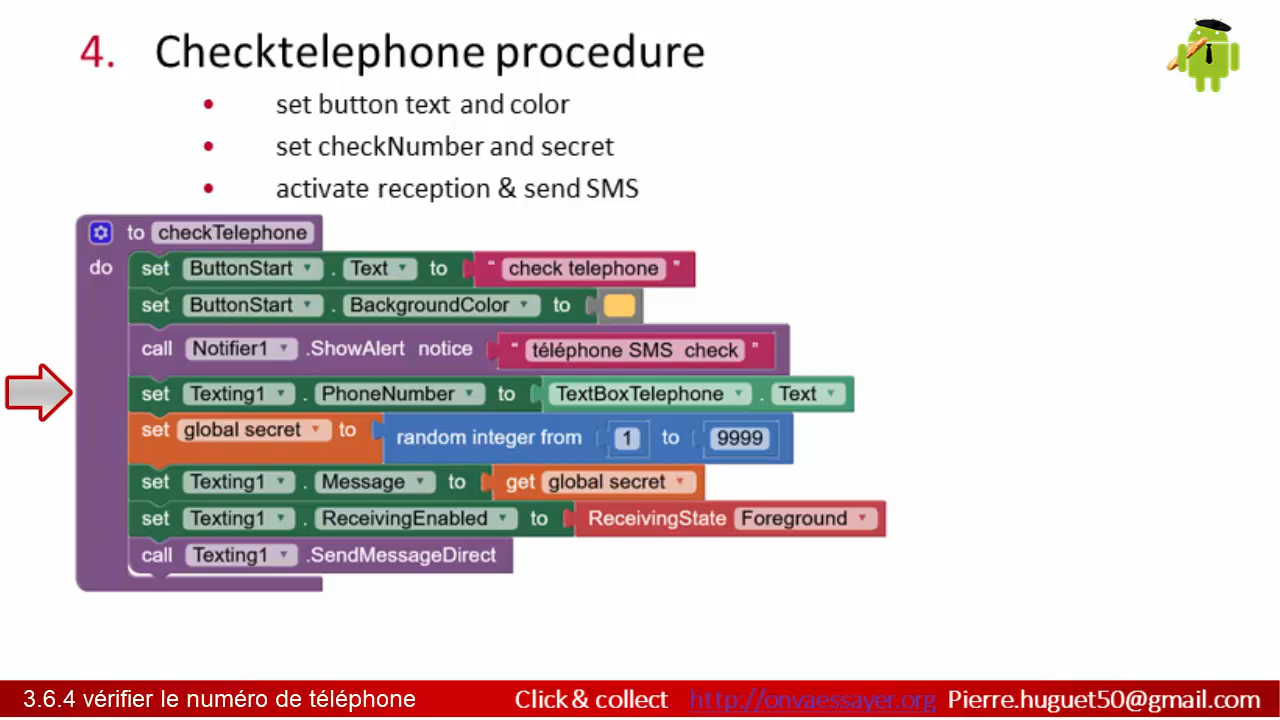 4. Checktelephone procedure
• set button text and color
• set checkNumber and secret
• activate reception & send SMS
to checkTelephone
do set ButtonStart . Text to " check telephone "
set ButtonStart . BackgroundColor to
call Notifier1 .ShowAlert notice " téléphone SMS check "
set Texting1 . PhoneNumber to TextBoxTelephone . Text
set global secret to random integer from 1 to 9999
set Texting1 . Message to get global secret
set Texting1 . ReceivingEnabled to ReceivingState Foreground
call Texting1 .SendMessageDirect
3.6.4 vérifier le numéro de téléphone Click & collect http://onvaessayer.org Pierre.huguet50@gmail.com